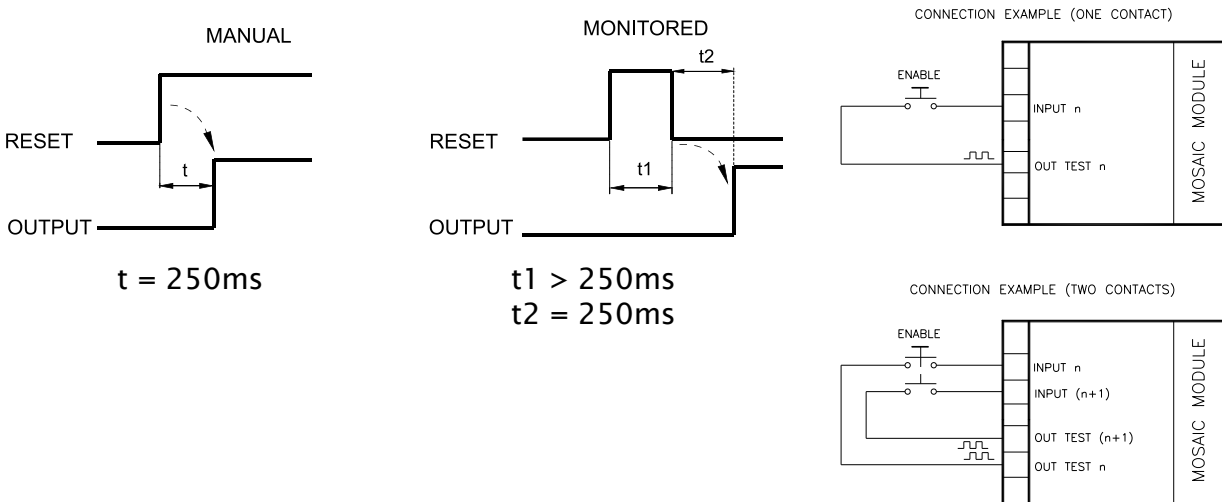 MANUAL
RESET
t
OUTPUT
t = 250ms
MONITORED
t2
RESET
t1
OUTPUT
t1 > 250ms
t2 = 250ms
CONNECTION EXAMPLE (ONE CONTACT)
ENABLE
INPUT n
OUT TEST n
MOSAIC MODULE
CONNECTION EXAMPLE (TWO CONTACTS)
ENABLE
INPUT n
INPUT (n+1)
OUT TEST (n+1)
OUT TEST n
MOSAIC MODULE